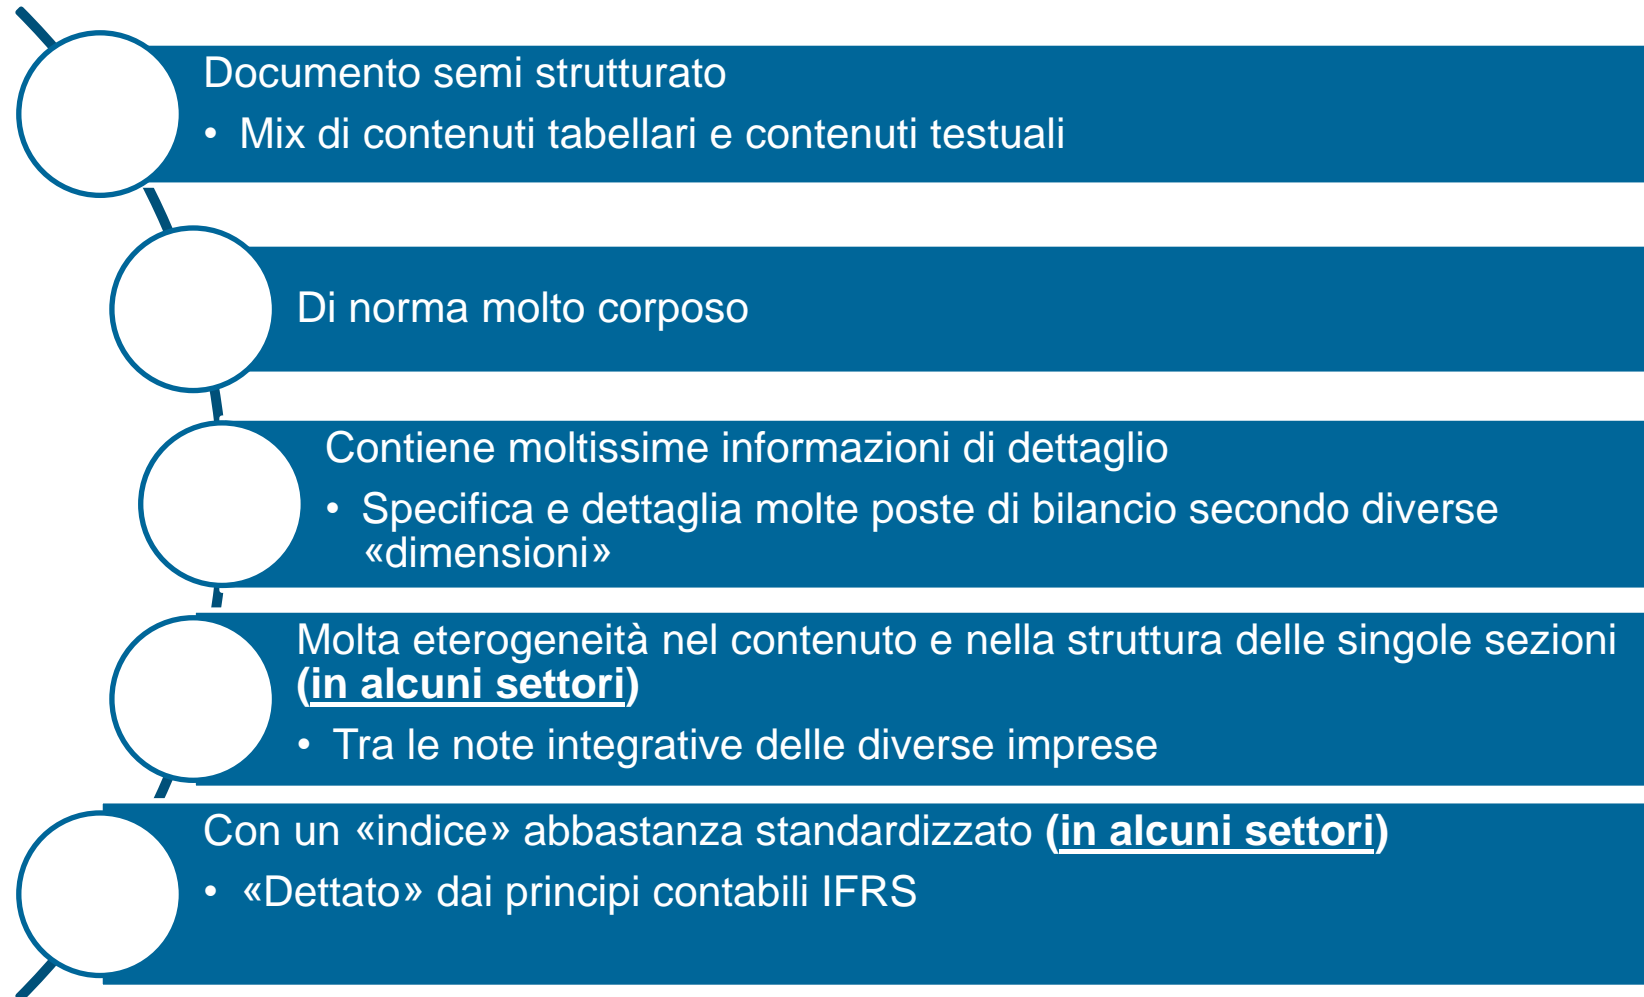 Documento semi strutturato
• Mix di contenuti tabellari e contenuti testuali
Di norma molto corposo
Contiene moltissime informazioni di dettaglio
• Specifica e dettaglia molte poste di bilancio secondo diverse
«dimensioni»
Molta eterogeneità nel contenuto e nella struttura delle singole sezioni
(in alcuni settori)
• Tra le note integrative delle diverse imprese
Con un «indice» abbastanza standardizzato (in alcuni settori)
• «Dettato» dai principi contabili IFRS